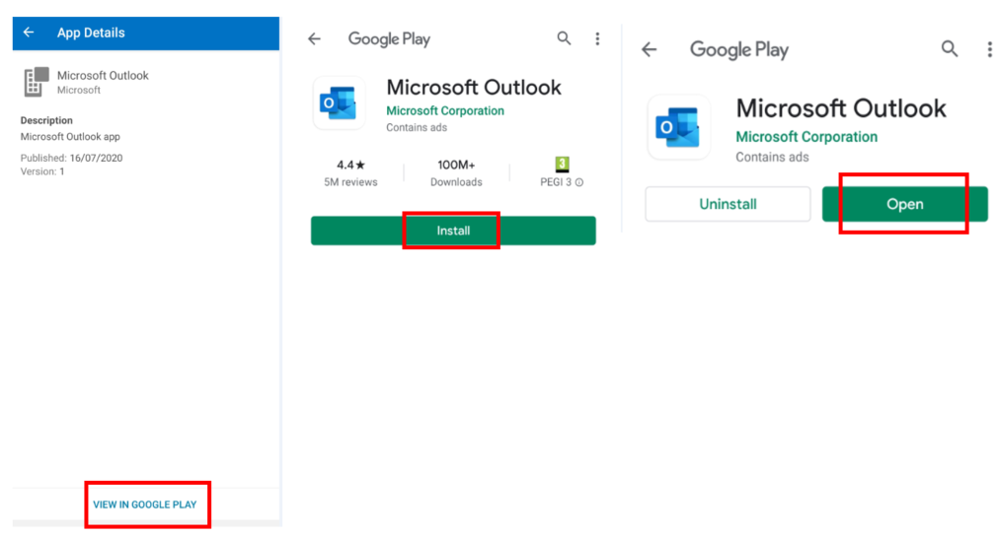 App Details
Microsoft Outlook
Microsoft
Description
Microsoft Outlook app
Published: 16/07/2020
Version: 1
VIEW IN GOOGLE PLAY
Google Play
Microsoft Outlook
Microsoft Corporation
Contains ads
4.4★ 100M+ 3
5M reviews Downloads PEGI 3
Install
Google Play
Microsoft Outlook
Microsoft Corporation
Contains ads
Uninstall Open